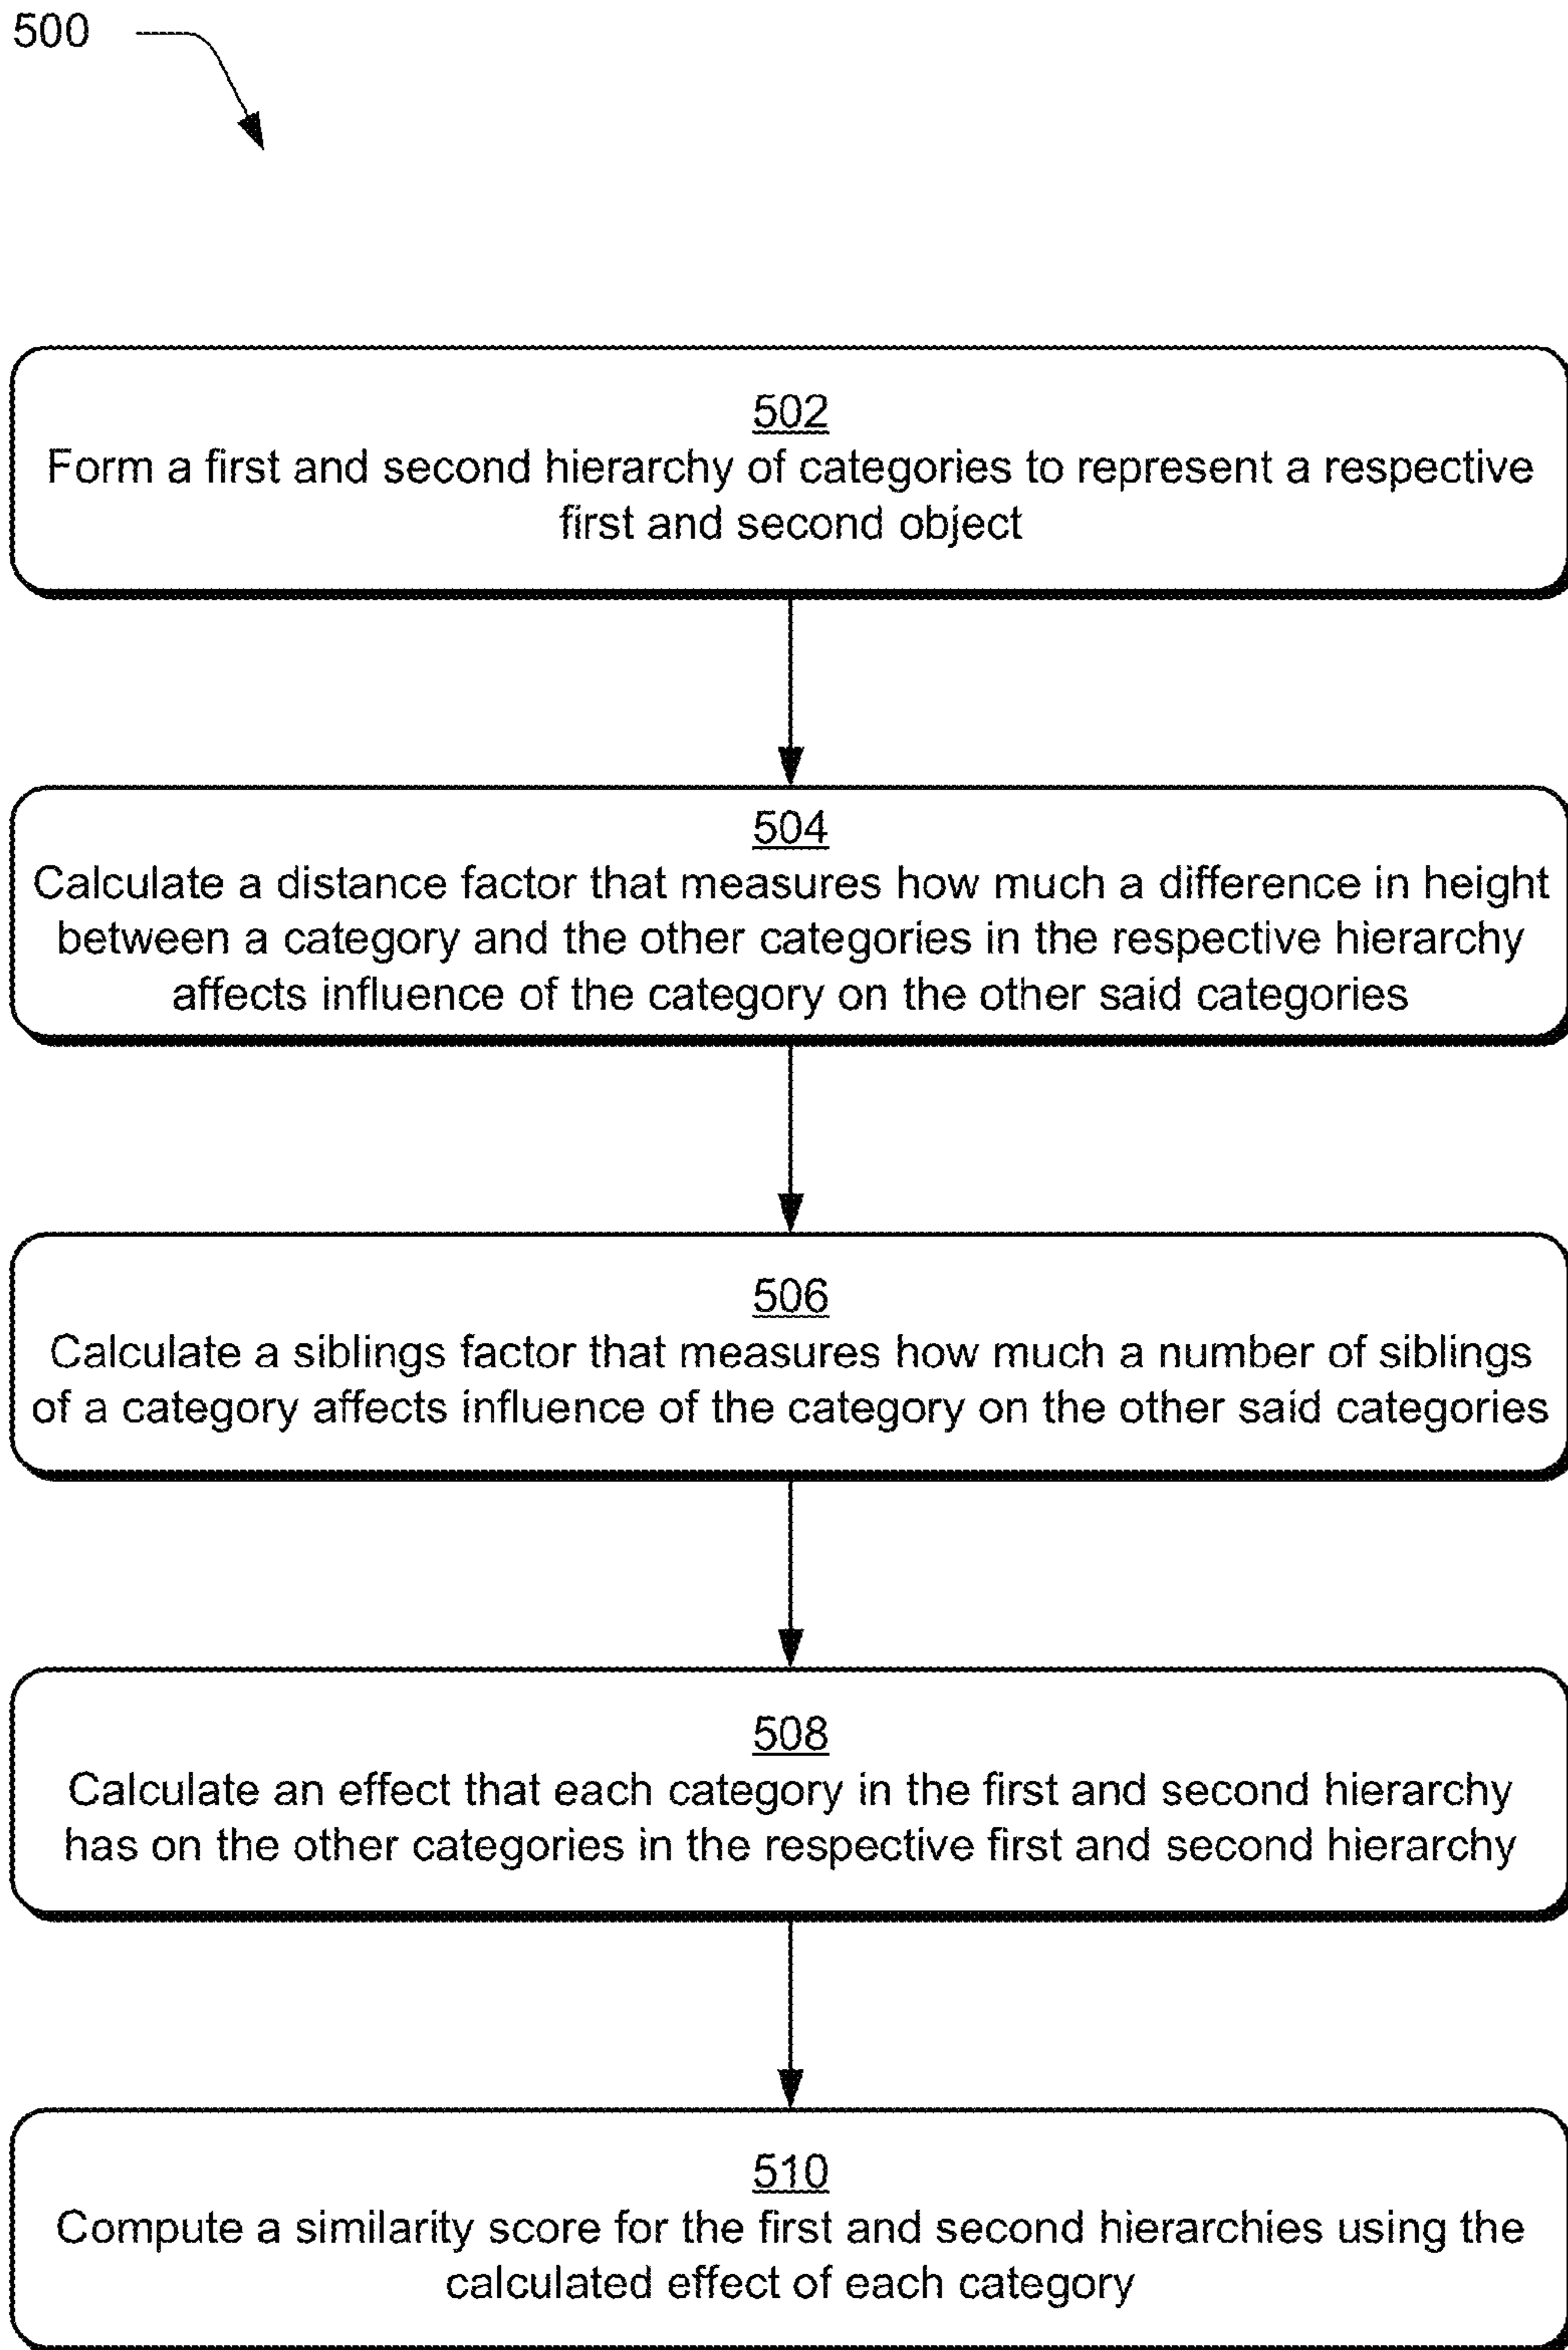 500
502
Form a first and second hierarchy of categories to represent a respective
first and second object
504
Calculate a distance factor that measures how much a difference in height
between a category and the other categories in the respective hierarchy
affects influence of the category on the other said categories
506
Calculate a siblings factor that measures how much a number of siblings
of a category affects influence of the category on the other said categories
508
Calculate an effect that each category in the first and second hierarchy
has on the other categories in the respective first and second hierarchy
510
Compute a similarity score for the first and second hierarchies using the
calculated effect of each category